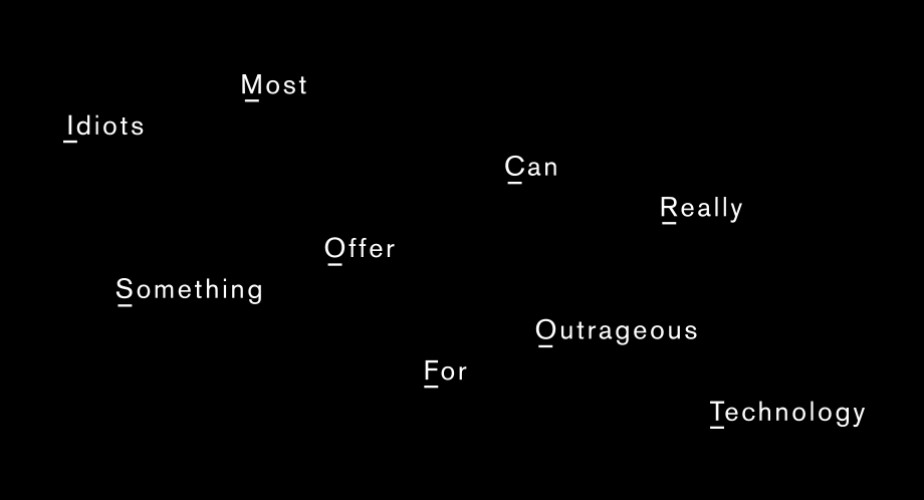 Most
Idiots
Can
Really
Offer
Something
Outrageous
For
Technology